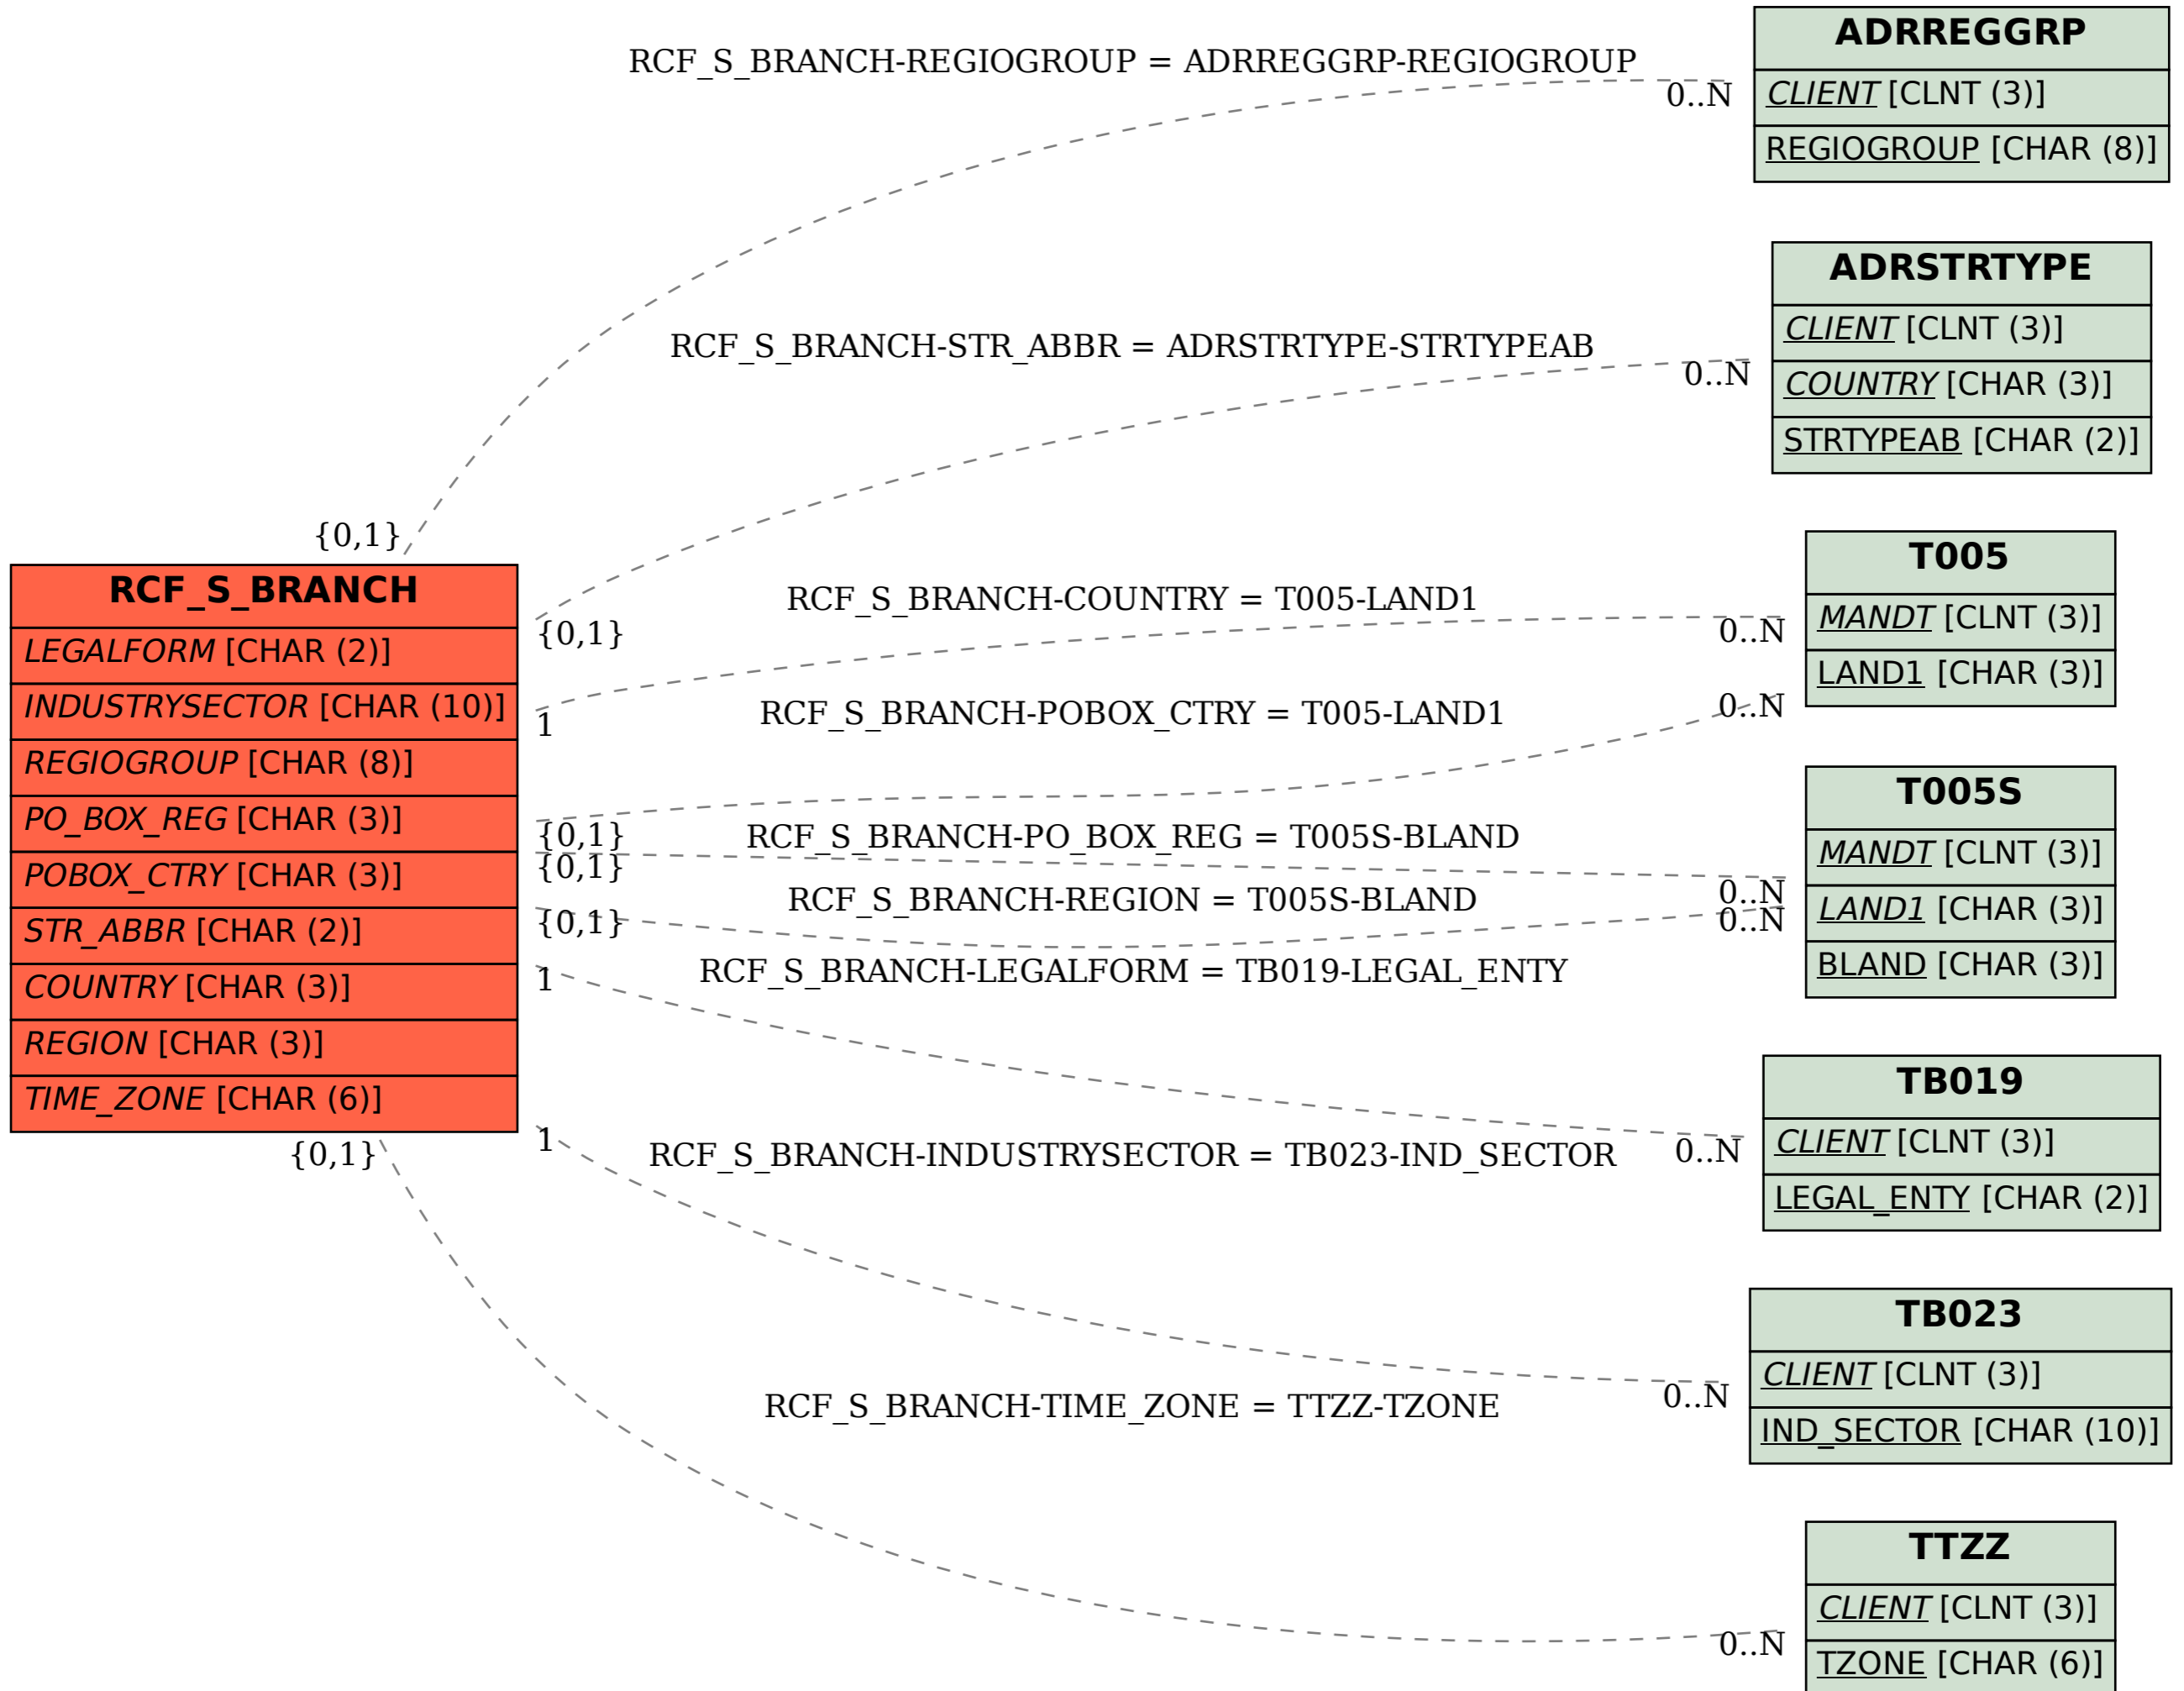 RCF_S_BRANCH-REGIOGROUP = ADRREGGRP-REGIOGROUP
0..N
{0,1}
ADRREGGRP
CLIENT [CLNT (3)]
REGIOGROUP [CHAR (8)]
RCF_S_BRANCH-STR_ABBR = ADRSTRTYPE-STRTYPEAB
0..N
{0,1}
ADRSTRTYPE
CLIENT [CLNT (3)]
COUNTRY [CHAR (3)]
STRTYPEAB [CHAR (2)]
RCF_S_BRANCH
LEGALFORM [CHAR (2)]
INDUSTRYSECTOR [CHAR (10)]
REGIOGROUP [CHAR (8)]
PO_BOX_REG [CHAR (3)]
POBOX_CTRY [CHAR (3)]
STR_ABBR [CHAR (2)]
COUNTRY [CHAR (3)]
REGION [CHAR (3)]
TIME_ZONE [CHAR (6)]
RCF_S_BRANCH-COUNTRY = T005-LAND1
0..N
1
RCF_S_BRANCH-POBOX_CTRY = T005-LAND1
0..N
{0,1}
T005
MANDT [CLNT (3)]
LAND1 [CHAR (3)]
RCF_S_BRANCH-PO_BOX_REG = T005S-BLAND
{0,1}
0..N
RCF_S_BRANCH-REGION = T005S-BLAND
{0,1}
0..N
T005S
MANDT [CLNT (3)]
LAND1 [CHAR (3)]
BLAND [CHAR (3)]
RCF_S_BRANCH-LEGALFORM = TB019-LEGAL_ENTY
1
0..N
TB019
CLIENT [CLNT (3)]
LEGAL_ENTY [CHAR (2)]
RCF_S_BRANCH-INDUSTRYSECTOR = TB023-IND_SECTOR
1
0..N
TB023
CLIENT [CLNT (3)]
IND_SECTOR [CHAR (10)]
RCF_S_BRANCH-TIME_ZONE = TTZZ-TZONE
{0,1}
0..N
TTZZ
CLIENT [CLNT (3)]
TZONE [CHAR (6)]